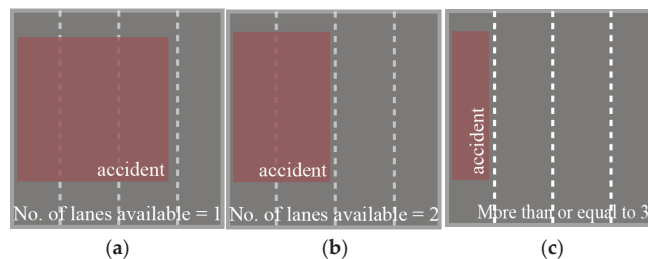 accident
No. of lanes available = 1
accident
No. of lanes available = 2
accident
More than or equal to 3
(a)
(b)
(c)